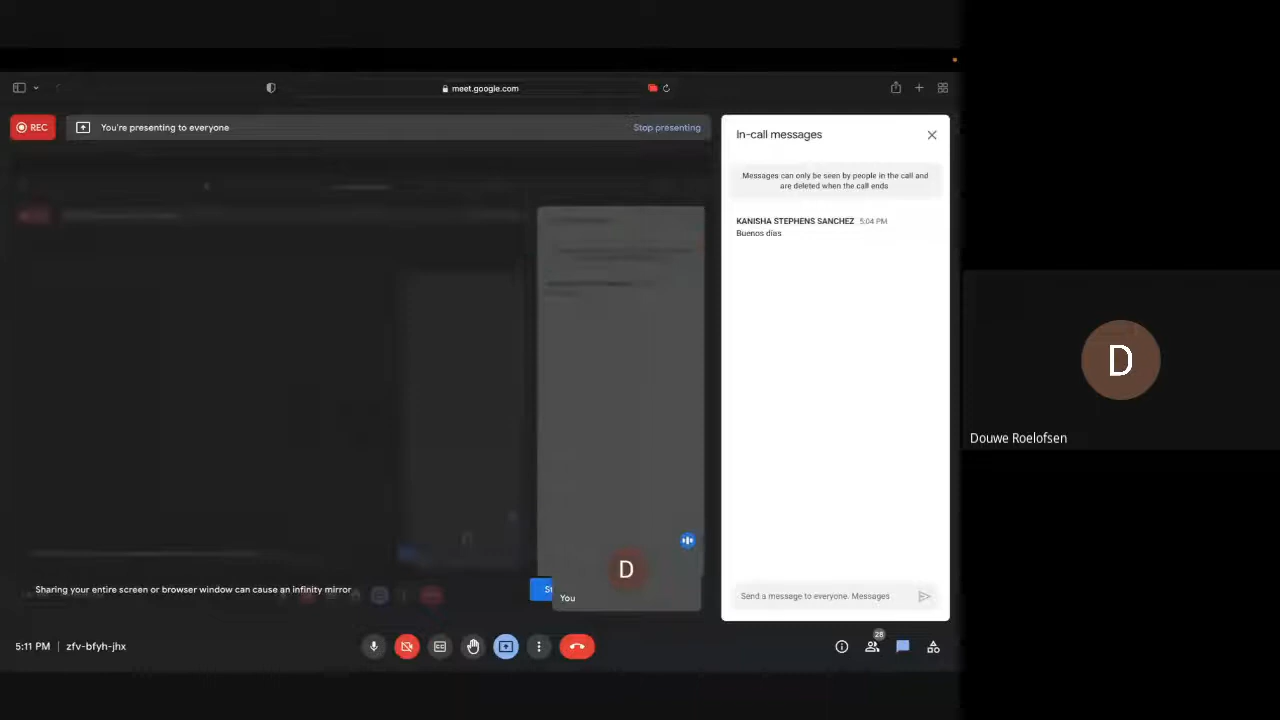 meet.google.com
REC
You're presenting to everyone
Stop presenting
In-call messages
Messages can only be seen by people in the call and
are deleted when the call ends
KANISHA STEPHENS SANCHEZ 5:04 PM
Buenos días
D
Douwe Roelofsen
Sharing your entire screen or browser window can cause an infinity mirror
D
You
Send a message to everyone. Messages
5:11 PM | zfv-bfyh-jhx
28